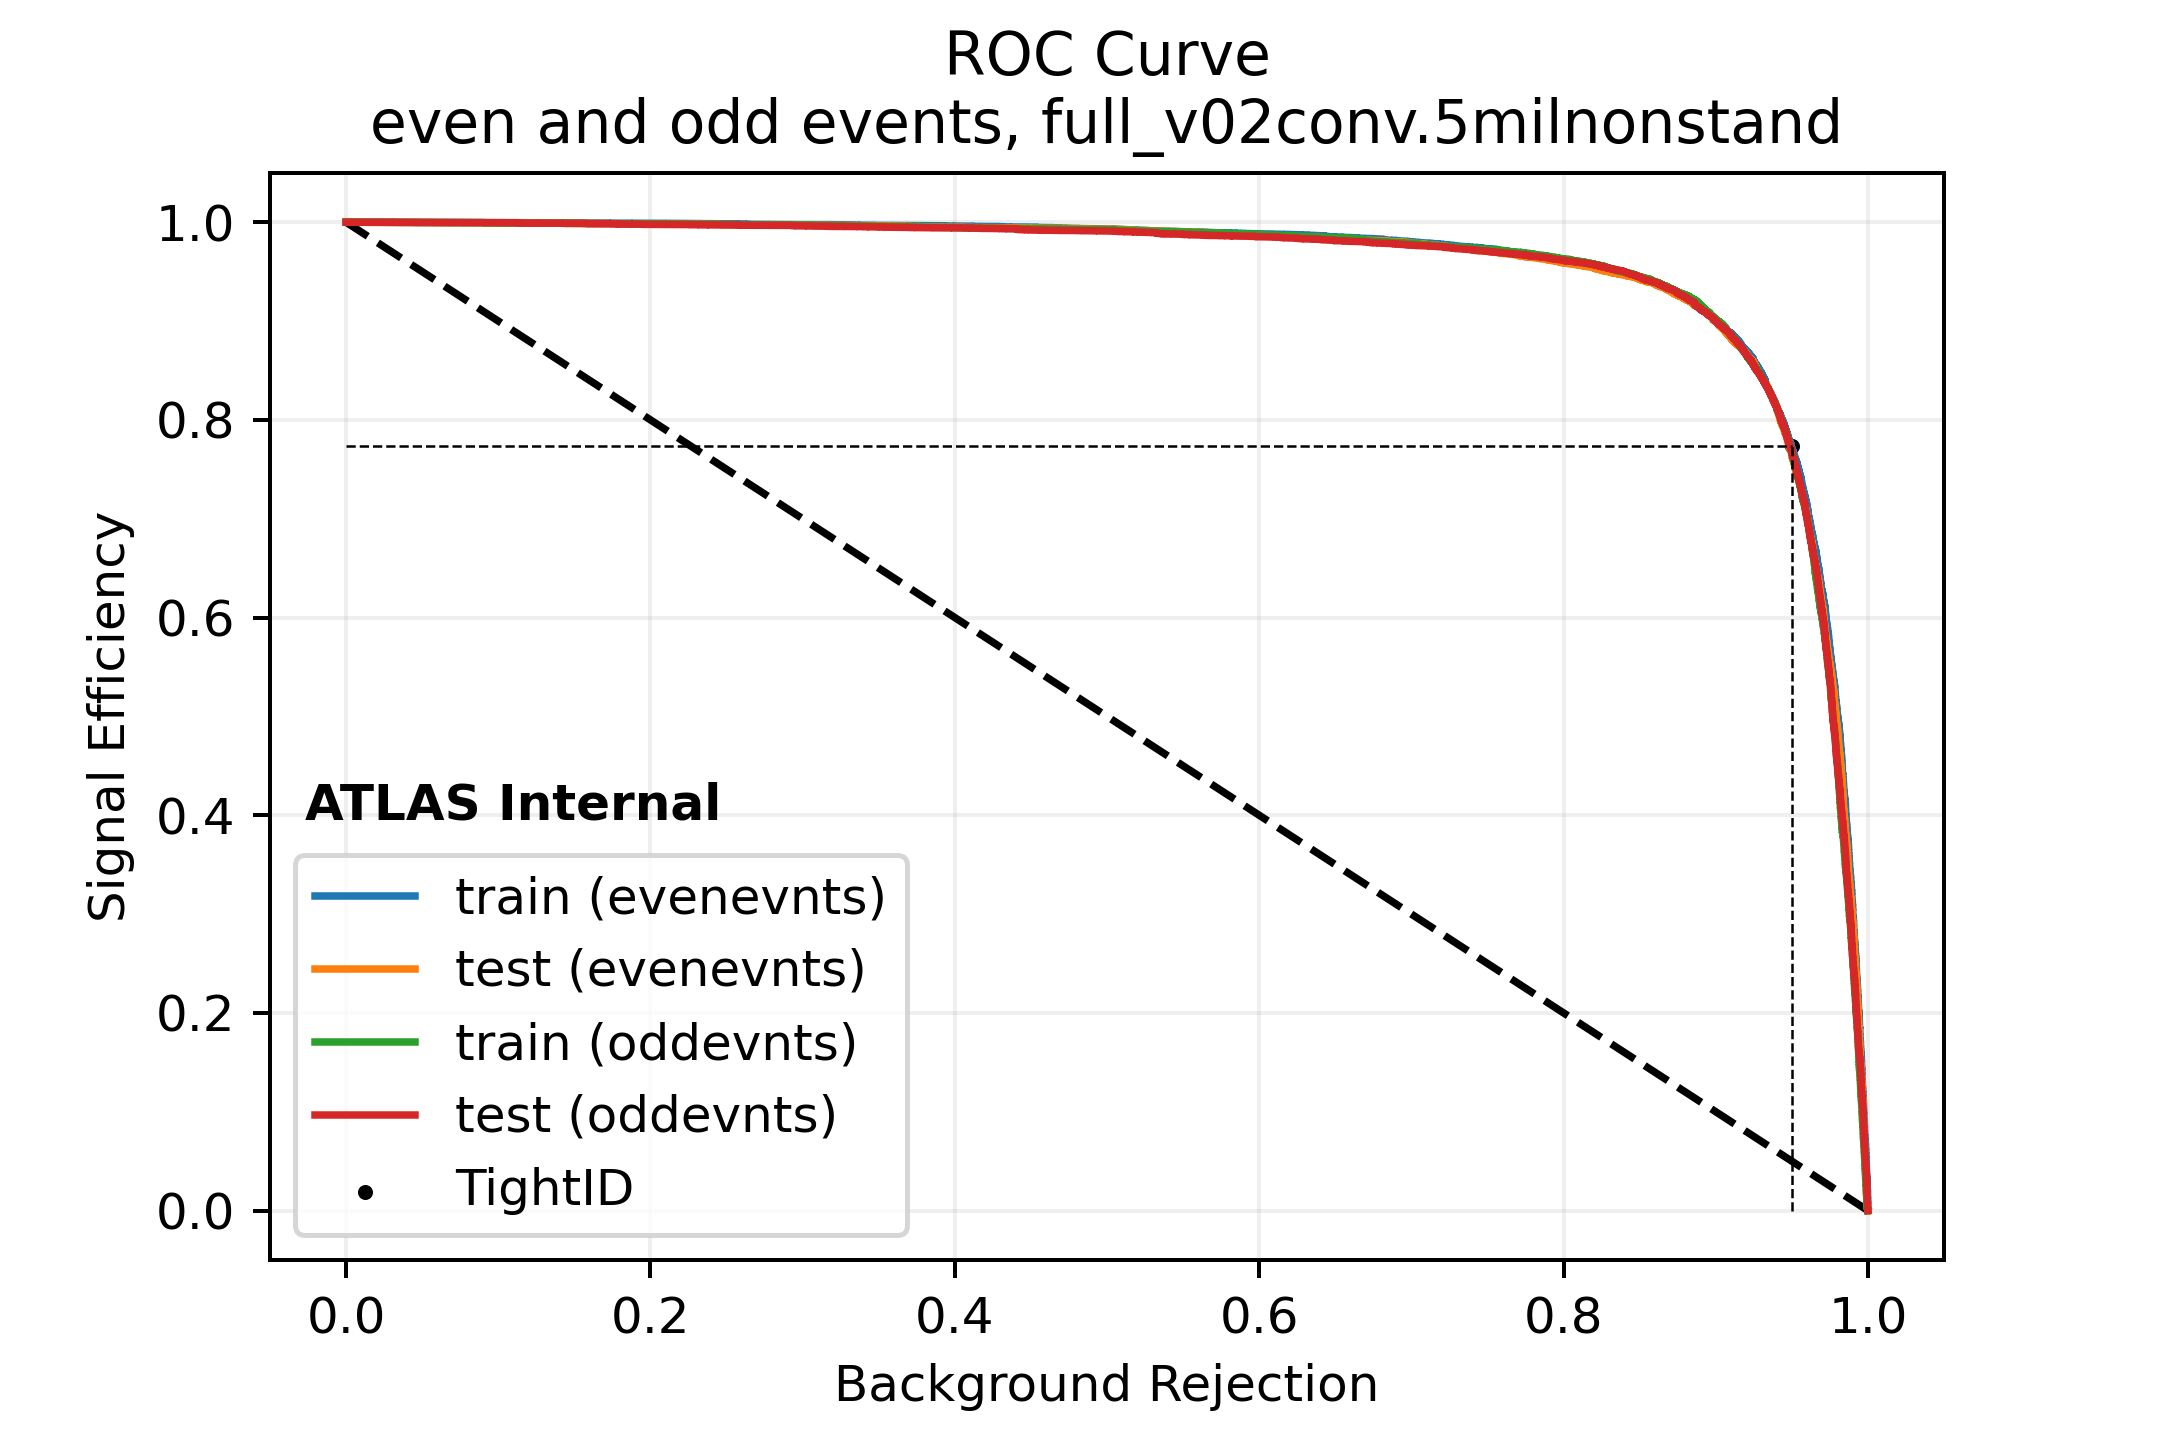 ROC Curve
even and odd events, full_v02conv.5milnonstand
1.0
0.8
0.6
0.4
0.2
0.0
Signal Efficiency
ATLAS Internal
train (evenevnts)
test (evenevnts)
train (oddevnts)
test (oddevnts)
TightID
0.0 0.2 0.4 0.6 0.8 1.0
Background Rejection